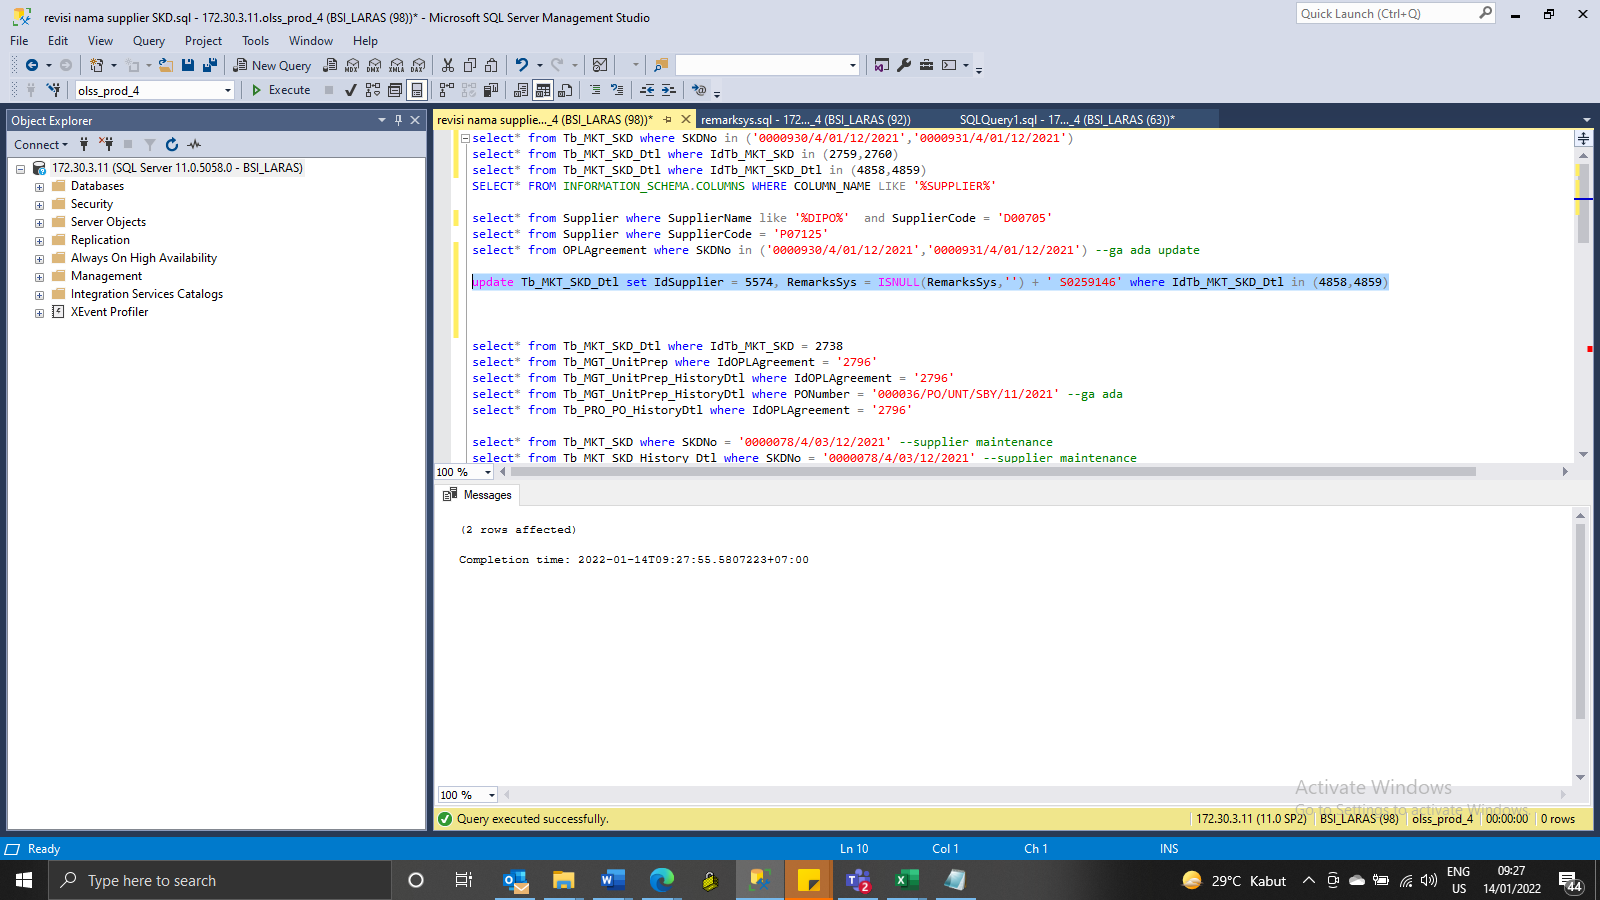 revisi nama supplier SKD.sql - 172.30.3.11.olss_prod_4 (BSI_LARAS (98))* - Microsoft SQL Server Management Studio
Quick Launch (Ctrl+Q)
File Edit View Query Project Tools Window Help
New Query MDX DMX XMLA DAX
olss_prod_4 Execute
Object Explorer
Connect
172.30.3.11 (SQL Server 11.0.5058.0 - BSI_LARAS)
Databases
Security
Server Objects
Replication
Always On High Availability
Management
Integration Services Catalogs
XEvent Profiler
revisi nama supplie..._4 (BSI_LARAS (98))* remarksys.sql - 172..._4 (BSI_LARAS (92)) SQLQuery1.sql - 17..._4 (BSI_LARAS (63))*
select* from Tb_MKT_SKD where SKDNo in ('0000930/4/01/12/2021','0000931/4/01/12/2021')
select* from Tb_MKT_SKD_Dtl where IdTb_MKT_SKD in (2759,2760)
select* from Tb_MKT_SKD_Dtl where IdTb_MKT_SKD_Dtl in (4858,4859)
SELECT* FROM INFORMATION_SCHEMA.COLUMNS WHERE COLUMN_NAME LIKE '%SUPPLIER%'
select* from Supplier where SupplierName like '%DIPO%'  and SupplierCode = 'D00705'
select* from Supplier where SupplierCode = 'P07125'
select* from OPLAgreement where SKDNo in ('0000930/4/01/12/2021','0000931/4/01/12/2021') --ga ada update
update Tb_MKT_SKD_Dtl set IdSupplier = 5574, RemarksSys = ISNULL(RemarksSys,'') + ' S0259146' where IdTb_MKT_SKD_Dtl in (4858,4859)
select* from Tb_MKT_SKD_Dtl where IdTb_MKT_SKD = 2738
select* from Tb_MGT_UnitPrep where IdOPLAgreement = '2796'
select* from Tb_MGT_UnitPrep_HistoryDtl where IdOPLAgreement = '2796'
select* from Tb_MGT_UnitPrep_HistoryDtl where PONumber = '000036/PO/UNT/SBY/11/2021' --ga ada
select* from Tb_PRO_PO_HistoryDtl where IdOPLAgreement = '2796'
select* from Tb_MKT_SKD where SKDNo = '0000078/4/03/12/2021' --supplier maintenance
select* from Tb_MKT_SKD_History_Dtl where SKDNo = '0000078/4/03/12/2021' --supplier maintenance
100 %
Messages
(2 rows affected)
Completion time: 2022-01-14T09:27:55.5807223+07:00
Activate Windows
Go to Settings to activate Windows.
100 %
Query executed successfully. 172.30.3.11 (11.0 SP2) BSI_LARAS (98) olss_prod_4 00:00:00 0 rows
Ready Ln 10 Col 1 Ch 1 INS
Type here to search
2
29°C Kabut
ENG
US
09:27
14/01/2022
44